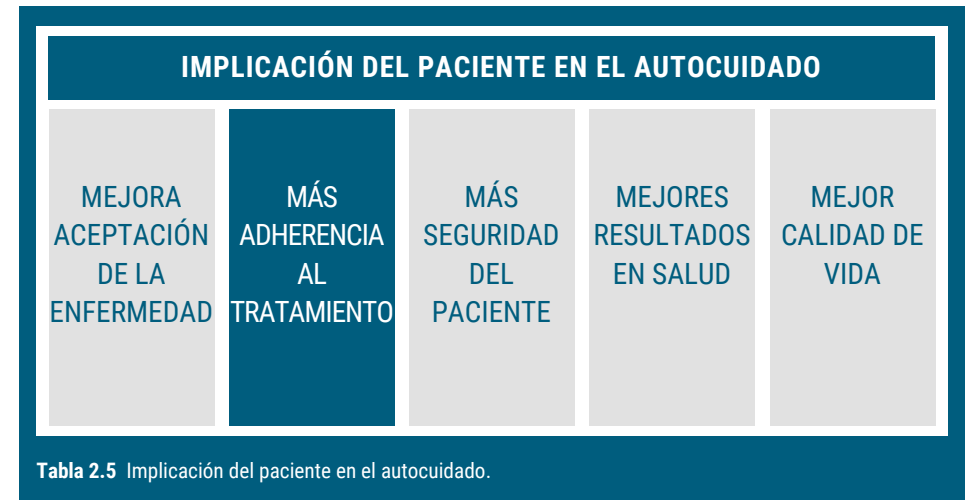 IMPLICACIÓN DEL PACIENTE EN EL AUTOCUIDADO
MEJORA
ACEPTACIÓN
DE LA
ENFERMEDAD
MÁS
ADHERENCIA
AL
TRATAMIENTO
MÁS
SEGURIDAD
DEL
PACIENTE
MEJORES
RESULTADOS
EN SALUD
MEJOR
CALIDAD DE
VIDA
Tabla 2.5 Implicación del paciente en el autocuidado.